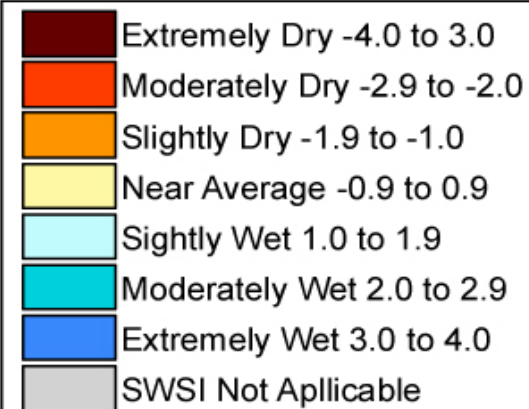 Extremely Dry -4.0 to 3.0
Moderately Dry -2.9 to -2.0
Slightly Dry -1.9 to -1.0
Near Average -0.9 to 0.9
Sightly Wet 1.0 to 1.9
Moderately Wet 2.0 to 2.9
Extremely Wet 3.0 to 4.0
SWSI Not Apllicable